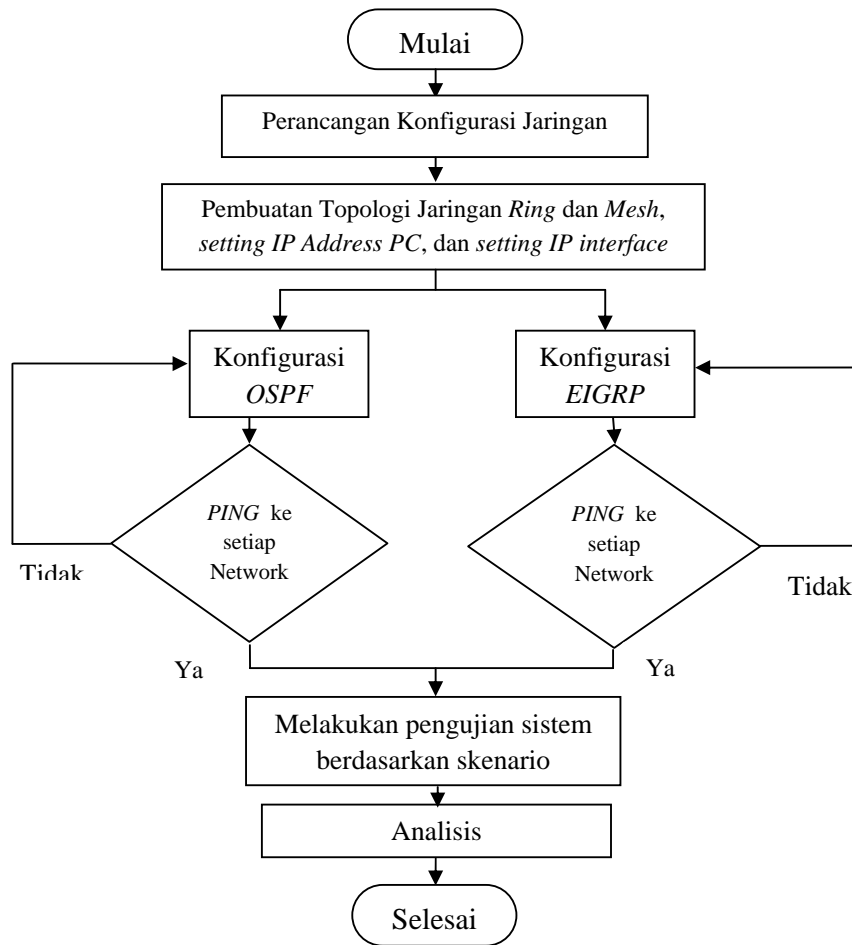 Mulai
Perancangan Konfigurasi Jaringan
Pembuatan Topologi Jaringan Ring dan Mesh,
setting IP Address PC, dan setting IP interface
Konfigurasi
OSPF
Konfigurasi
EIGRP
PING ke
setiap
Network
Tidak
PING ke
setiap
Network
Tidak
Ya
Ya
Melakukan pengujian sistem
berdasarkan skenario
Analisis
Selesai